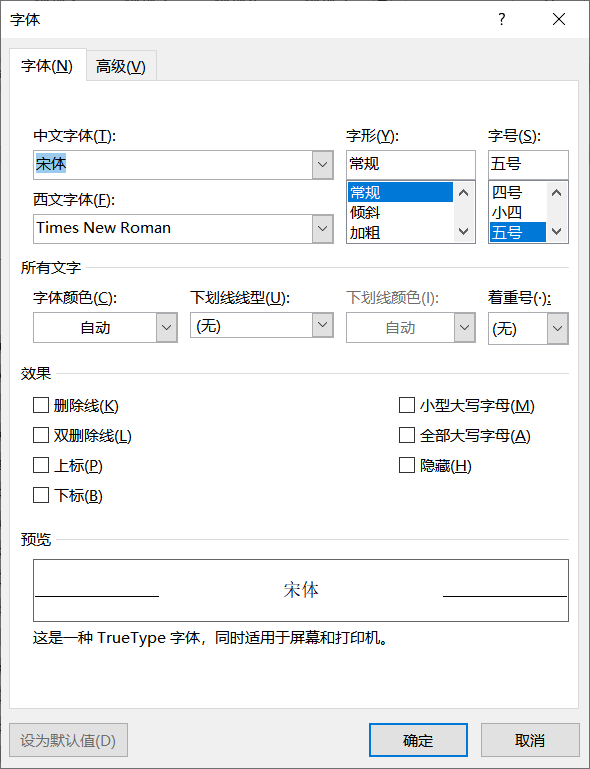 字体 ?
字体(N) 高级(V)
中文字体(T): 字形(Y): 字号(S):
宋体 常规 五号
常规 四号
西文字体(F): 倾斜 小四
Times New Roman 加粗 五号
所有文字
字体颜色(C): 下划线线型(U): 下划线颜色(I): 着重号(·):
自动 (无) 自动 (无)
效果
删除线(K) 小型大写字母(M)
双删除线(L) 全部大写字母(A)
上标(P) 隐藏(H)
下标(B)
预览
宋体
这是一种 TrueType 字体，同时适用于屏幕和打印机。
设为默认值(D) 确定 取消